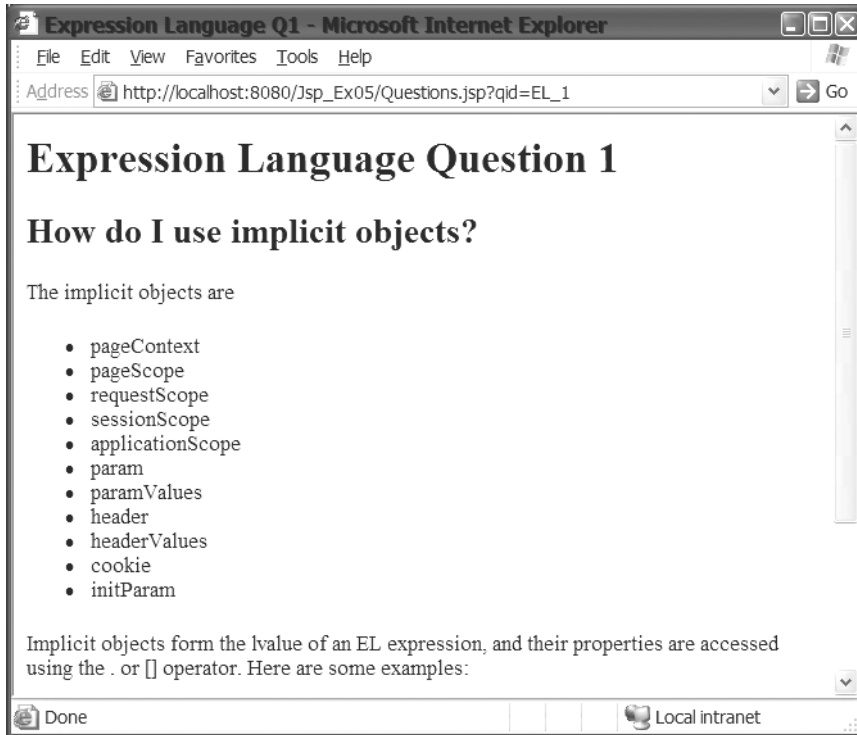 Expression Language Q1 - Microsoft Internet Explorer
File Edit View Favorites Tools Help
Address http://localhost:8080/Jsp_Ex05/Questions.jsp?qid=EL_1 Go
Expression Language Question 1
How do I use implicit objects?
The implicit objects are
• pageContext
• pageScope
• requestScope
• sessionScope
• applicationScope
• param
• paramValues
• header
• headerValues
• cookie
• initParam
Implicit objects form the lvalue of an EL expression, and their properties are accessed
using the . or [] operator. Here are some examples:
Done Local intranet